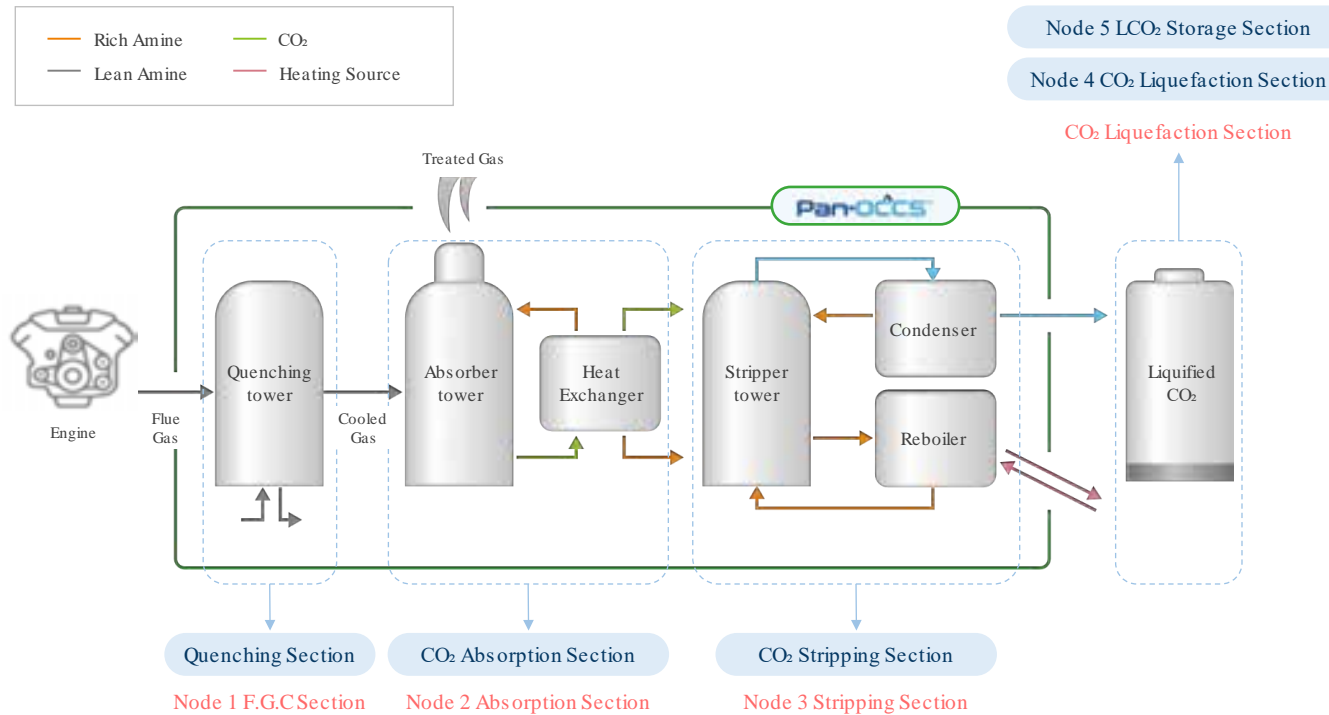 Rich Amine
CO₂
Lean Amine
Heating Source
Node 5 LCO₂ Storage Section
Node 4 CO₂ Liquefaction Section
CO₂ Liquefaction Section
Treated Gas
Pan-OCCS™
Engine
Flue
Gas
Quenching
tower
Cooled
Gas
Absorber
tower
Heat
Exchanger
Stripper
tower
Condenser
Reboiler
Liquified
CO₂
Quenching Section
CO₂ Absorption Section
CO₂ Stripping Section
Node 1 F.G.C Section
Node 2 Absorption Section
Node 3 Stripping Section